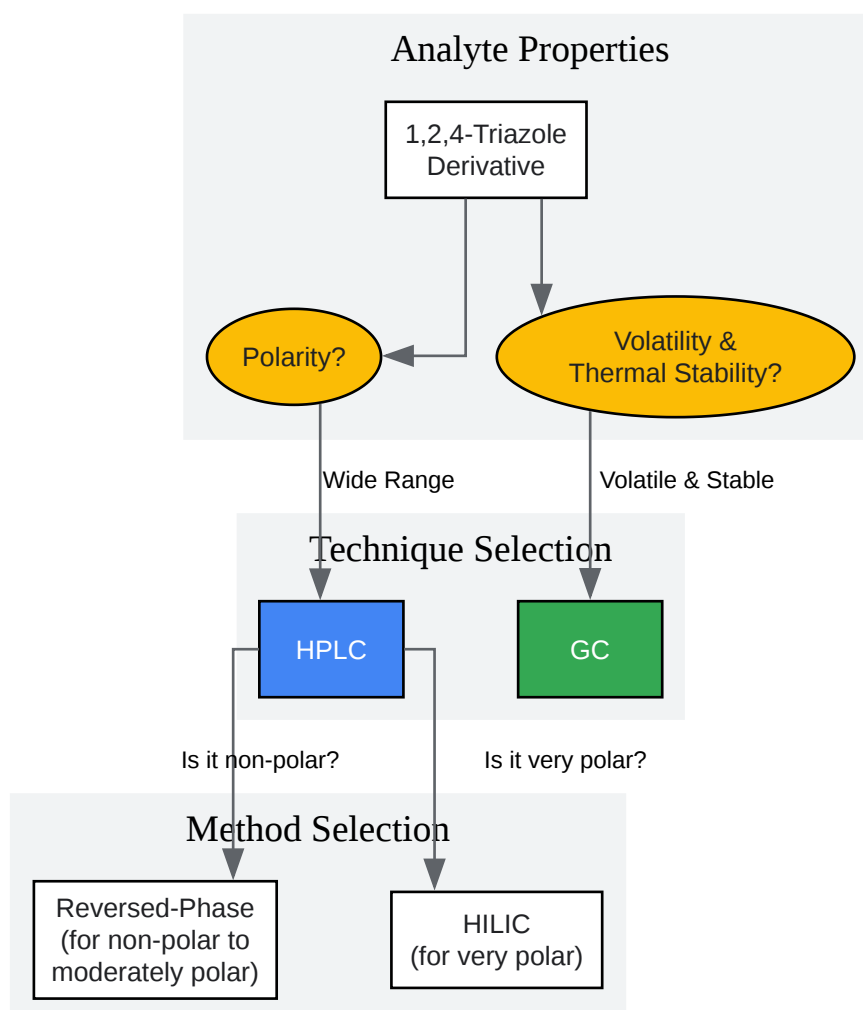 Analyte Properties
1,2,4-Triazole
Derivative
Polarity?
Volatility &
Thermal Stability?
Wide Range
Volatile & Stable
Technique Selection
HPLC
GC
Is it non-polar?
Is it very polar?
Method Selection
Reversed-Phase
(for non-polar to
moderately polar)
HILIC
(for very polar)